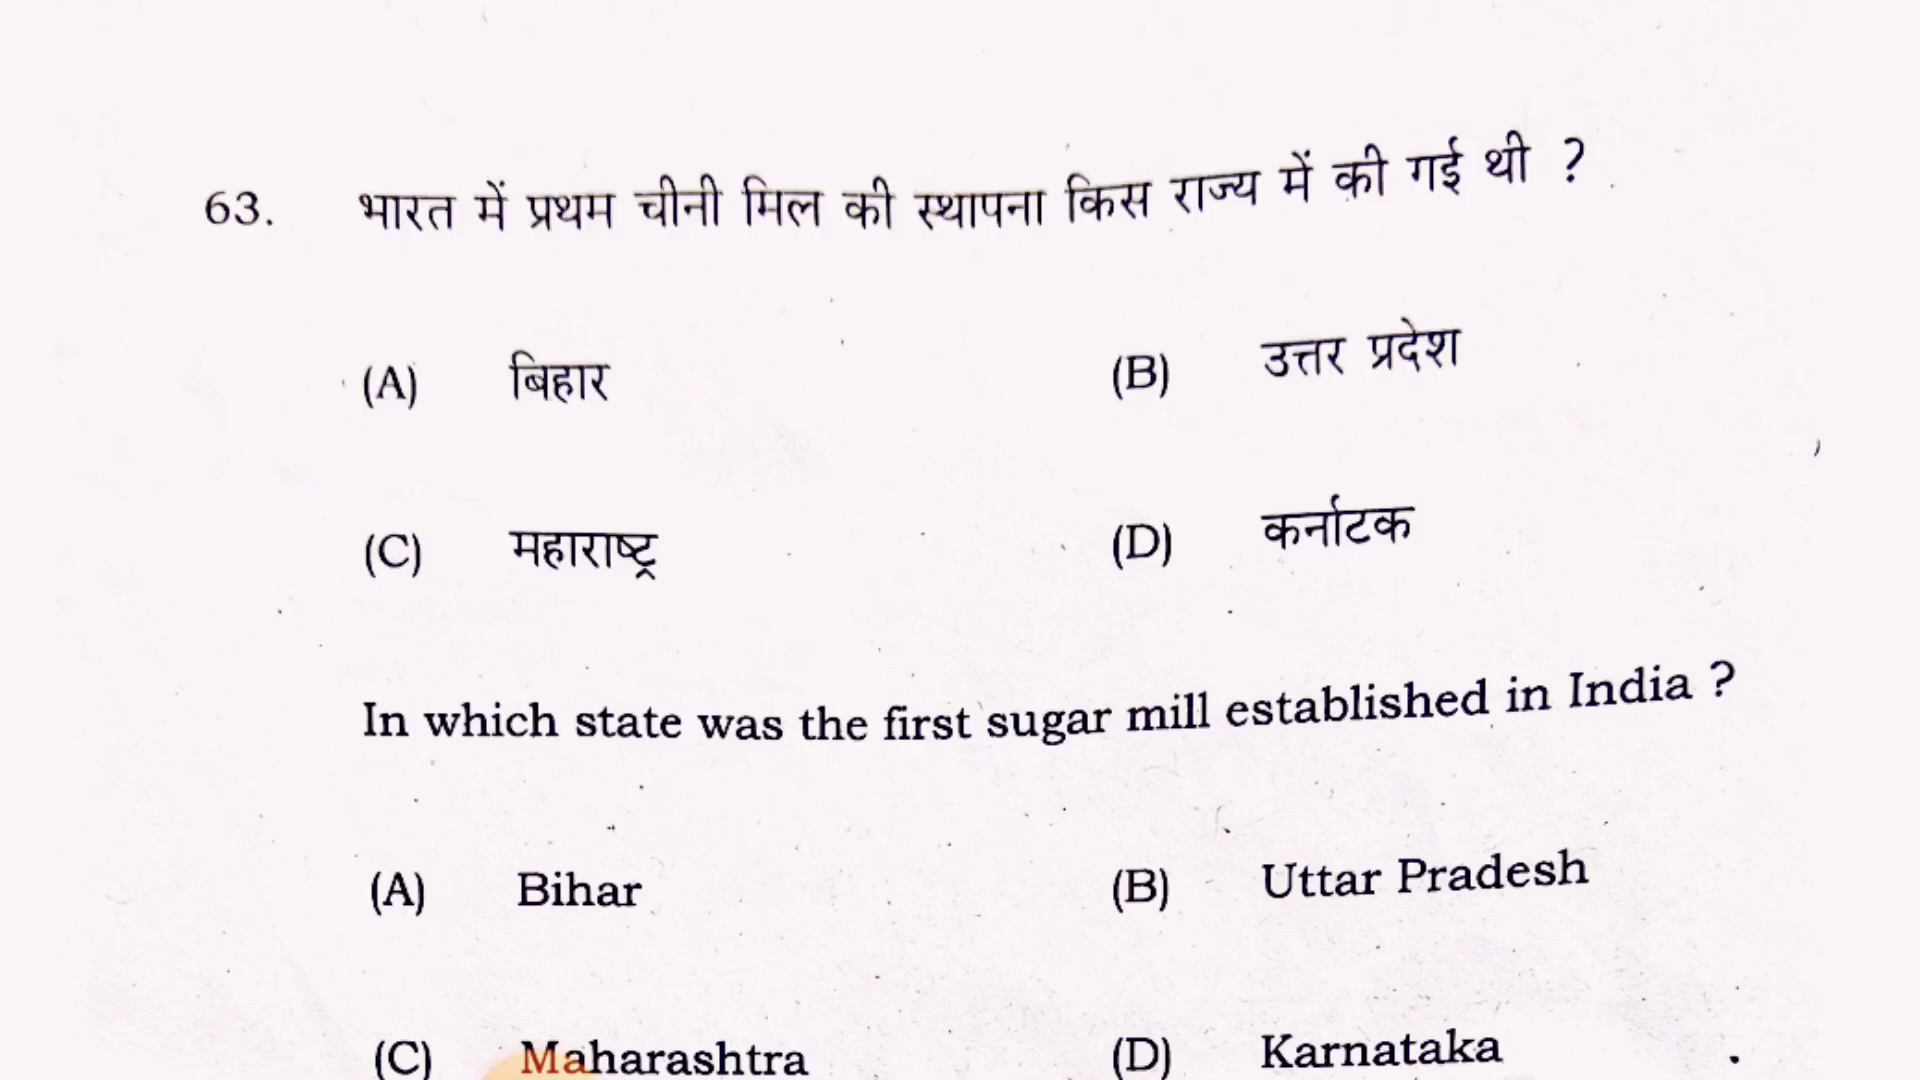 63. भारत में प्रथम चीनी मिल की स्थापना किस राज्य में की गई थी ?
(A) बिहार (B) उत्तर प्रदेश
(C) महाराष्ट्र (D) कर्नाटक
In which state was the first sugar mill established in India ?
(A) Bihar (B) Uttar Pradesh
(C) Maharashtra (D) Karnataka